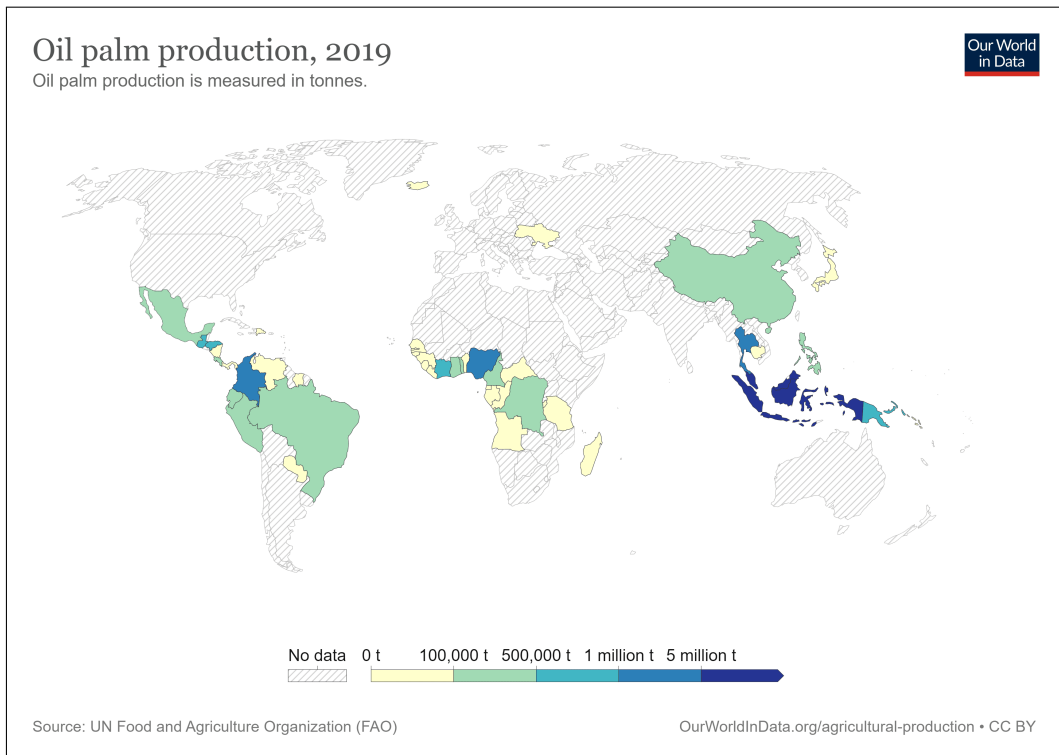 Oil palm production, 2019
Oil palm production is measured in tonnes.
Our World
in Data
No data 0 t 100,000 t 500,000 t 1 million t 5 million t
Source: UN Food and Agriculture Organization (FAO)
OurWorldInData.org/agricultural-production • CC BY